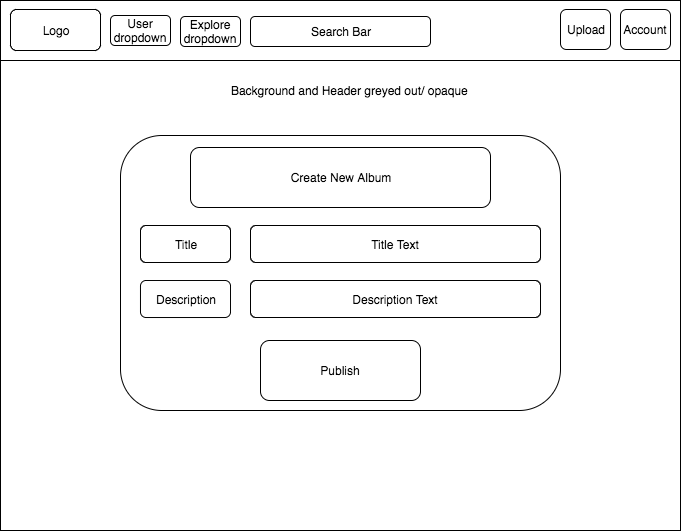 Logo
User
dropdown
Explore
dropdown
Search Bar
Upload
Account
Background and Header greyed out/ opaque
Create New Album
Title
Title Text
Description
Description Text
Publish